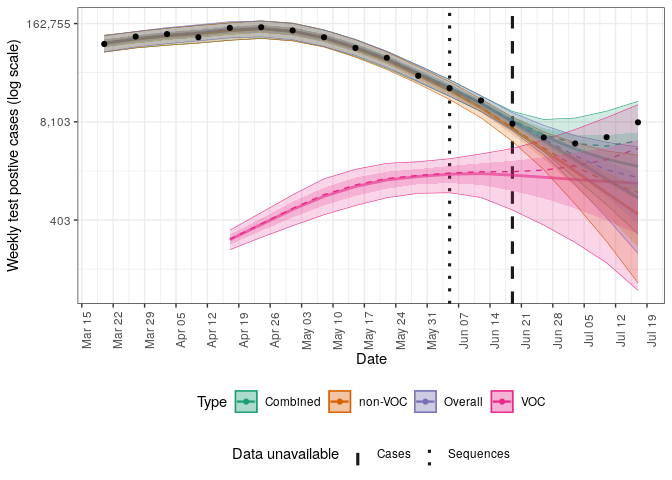 Weekly test postive cases (log scale)
162,755
8,103
403
Mar 15
Mar 22
Mar 29
Apr 05
Apr 12
Apr 19
Apr 26
May 03
May 10
May 17
May 24
May 31
Jun 07
Jun 14
Jun 21
Jun 28
Jul 05
Jul 12
Jul 19
Date
Type Combined non-VOC Overall VOC
Data unavailable Cases Sequences